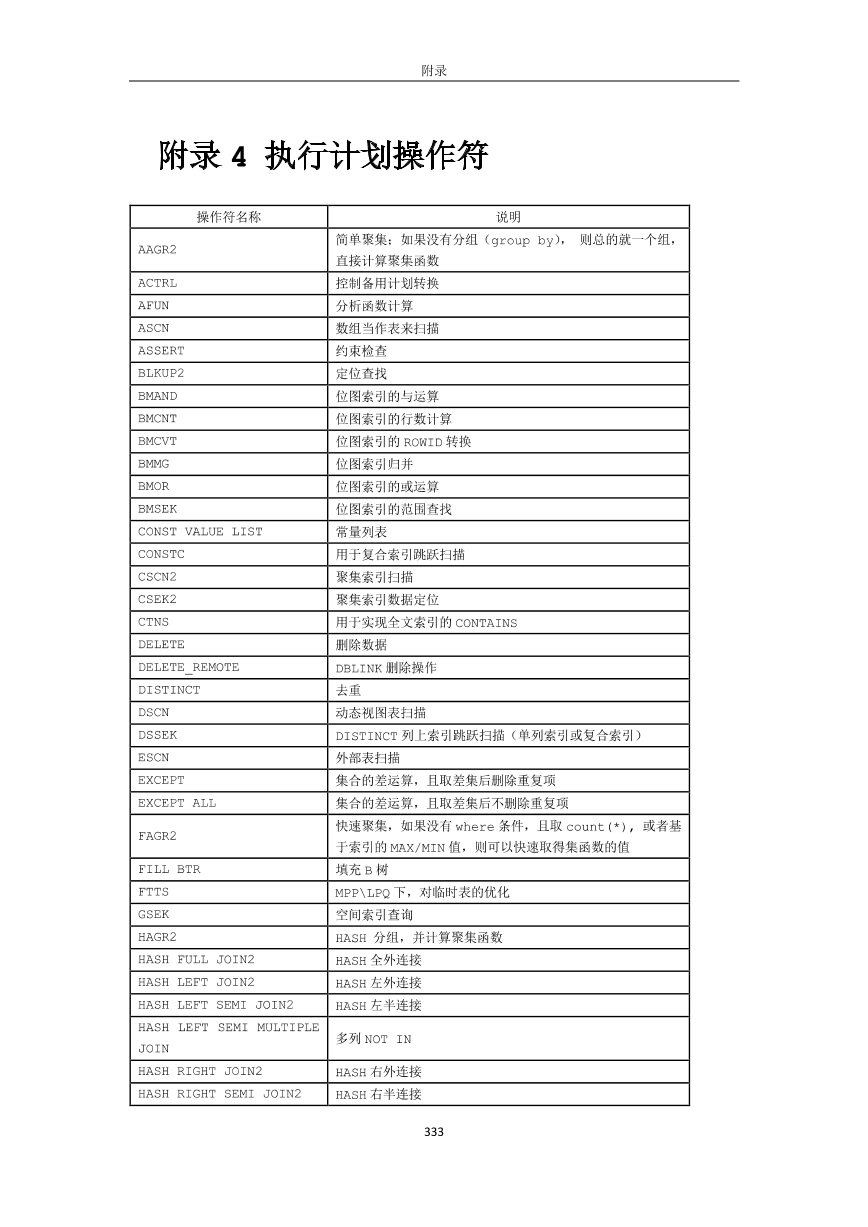 附录
附录 4 执行计划操作符
操作符名称 说明
AAGR2 简单聚集；如果没有分组（group by）， 则总的就一个组，
直接计算聚集函数
ACTRL 控制备用计划转换
AFUN 分析函数计算
ASCN 数组当作表来扫描
ASSERT 约束检查
BLKUP2 定位查找
BMAND 位图索引的与运算
BMCNT 位图索引的行数计算
BMCVT 位图索引的 ROWID 转换
BMMG 位图索引归并
BMOR 位图索引的或运算
BMSEK 位图索引的范围查找
CONST VALUE LIST 常量列表
CONSTC 用于复合索引跳跃扫描
CSCN2 聚集索引扫描
CSEK2 聚集索引数据定位
CTNS 用于实现全文索引的 CONTAINS
DELETE 删除数据
DELETE_REMOTE DBLINK 删除操作
DISTINCT 去重
DSCN 动态视图表扫描
DSSEK DISTINCT 列上索引跳跃扫描（单列索引或复合索引）
ESCN 外部表扫描
EXCEPT 集合的差运算，且取差集后删除重复项
EXCEPT ALL 集合的差运算，且取差集后不删除重复项
FAGR2 快速聚集，如果没有 where 条件，且取 count(*), 或者基
于索引的 MAX/MIN 值，则可以快速取得集函数的值
FILL BTR 填充 B 树
FTTS MPP\LPQ 下，对临时表的优化
GSEK 空间索引查询
HAGR2 HASH 分组，并计算聚集函数
HASH FULL JOIN2 HASH 全外连接
HASH LEFT JOIN2 HASH 左外连接
HASH LEFT SEMI JOIN2 HASH 左半连接
HASH LEFT SEMI MULTIPLE
JOIN 多列 NOT IN
HASH RIGHT JOIN2 HASH 右外连接
HASH RIGHT SEMI JOIN2 HASH 右半连接
333